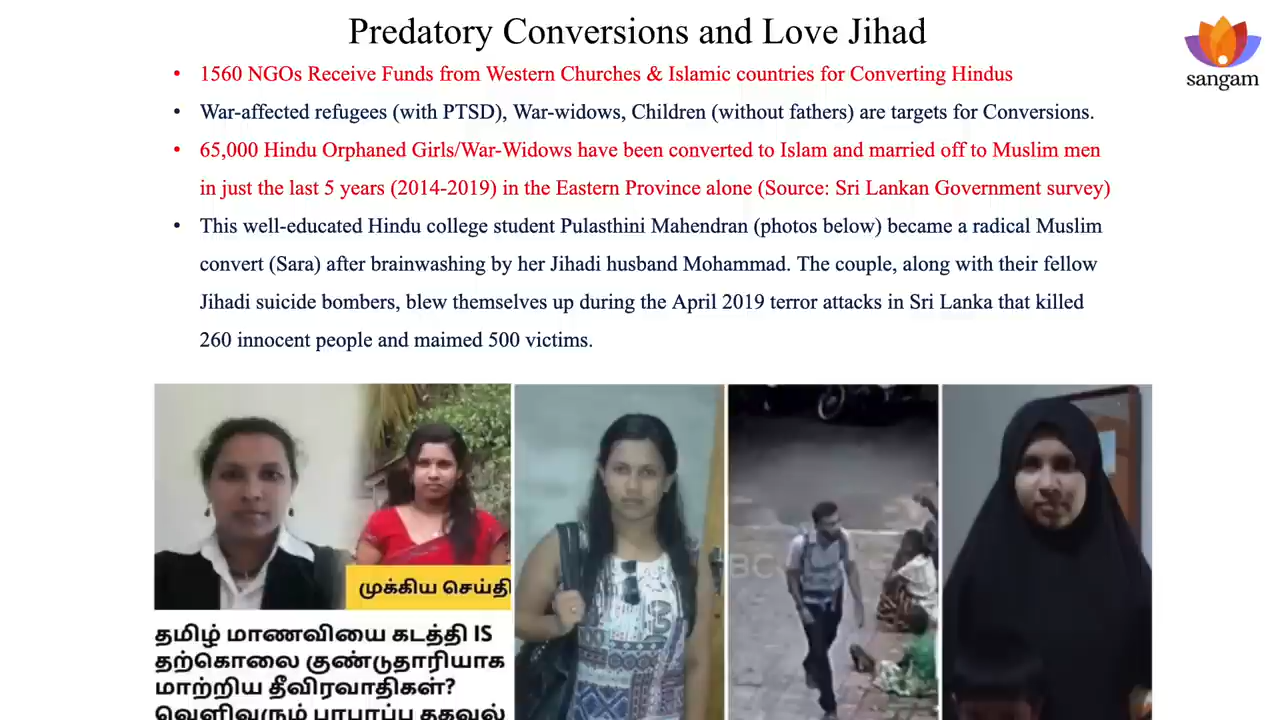 Predatory Conversions and Love Jihad
sangam
• 1560 NGOs Receive Funds from Western Churches & Islamic countries for Converting Hindus
• War-affected refugees (with PTSD), War-widows, Children (without fathers) are targets for Conversions.
• 65,000 Hindu Orphaned Girls/War-Widows have been converted to Islam and married off to Muslim men
in just the last 5 years (2014-2019) in the Eastern Province alone (Source: Sri Lankan Government survey)
• This well-educated Hindu college student Pulasthini Mahendran (photos below) became a radical Muslim
convert (Sara) after brainwashing by her Jihadi husband Mohammad. The couple, along with their fellow
Jihadi suicide bombers, blew themselves up during the April 2019 terror attacks in Sri Lanka that killed
260 innocent people and maimed 500 victims.
முக்கிய செய்தி
BC
தமிழ் மாணவியை கடத்தி IS
தற்கொலை குண்டுதாரியாக
மாற்றிய தீவிரவாதிகள்?
வெளிவரும் பரபரப்பு தகவல்